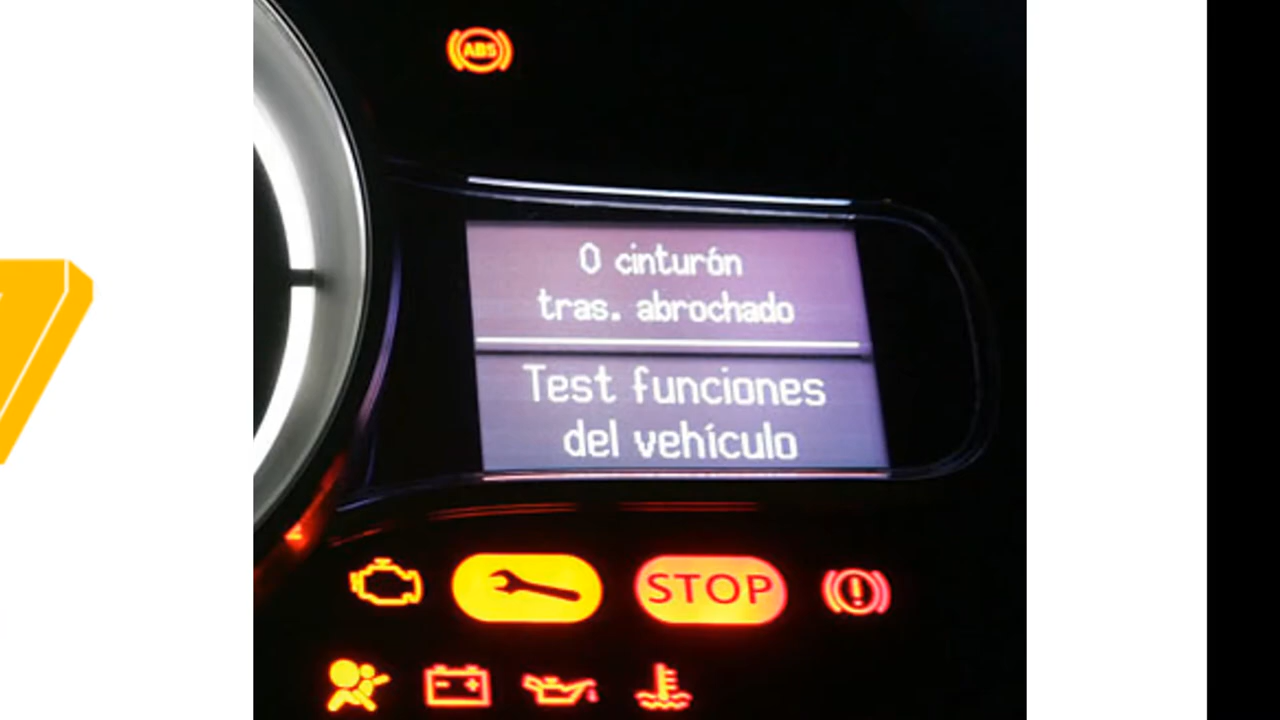 ABS
0 cinturón
tras. abrochado
Test funciones
del vehículo
STOP